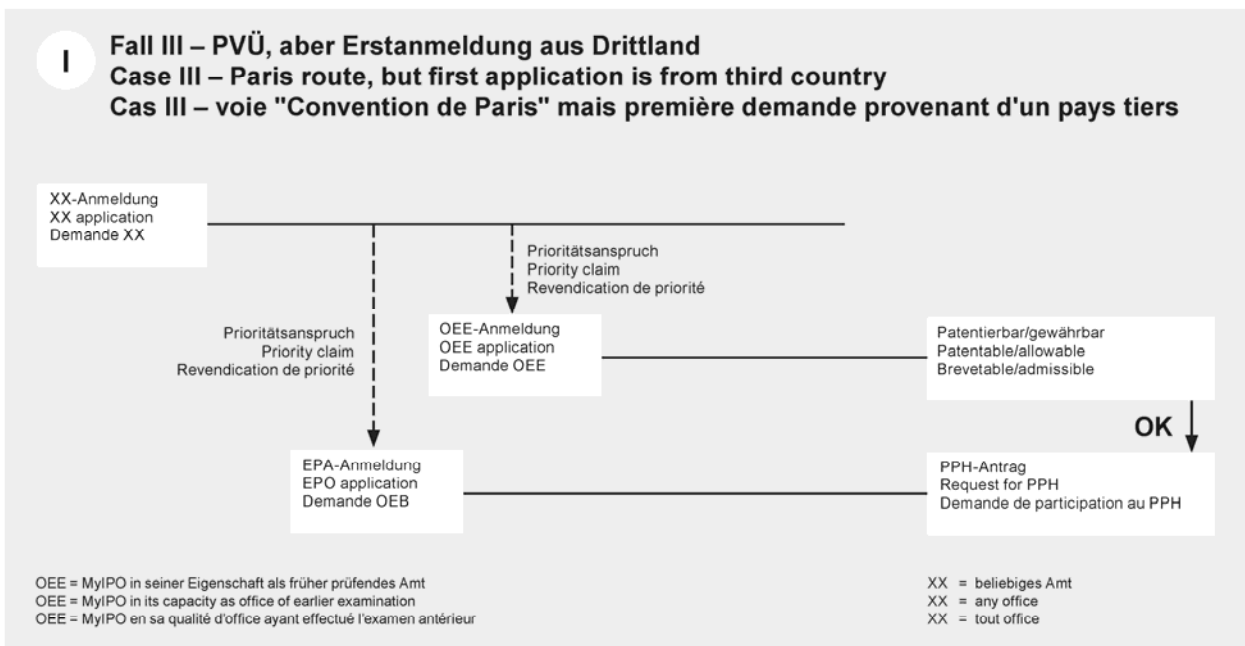 I
Fall III – PVÜ, aber Erstanmeldung aus Drittland
Case III – Paris route, but first application is from third country
Cas III – voie "Convention de Paris" mais première demande provenant d'un pays tiers
XX-Anmeldung
XX application
Demande XX
Prioritätsanspruch
Priority claim
Revendication de priorité
Prioritätsanspruch
Priority claim
Revendication de priorité
OEE-Anmeldung
OEE application
Demande OEE
Patentierbar/gewährbar
Patentable/allowable
Brevetable/admissible
OK
EPA-Anmeldung
EPO application
Demande OEB
PPH-Antrag
Request for PPH
Demande de participation au PPH
OEE = MyIPO in seiner Eigenschaft als früher prüfendes Amt
OEE = MyIPO in its capacity as office of earlier examination
OEE = MyIPO en sa qualité d'office ayant effectué l'examen antérieur
XX = beliebiges Amt
XX = any office
XX = tout office